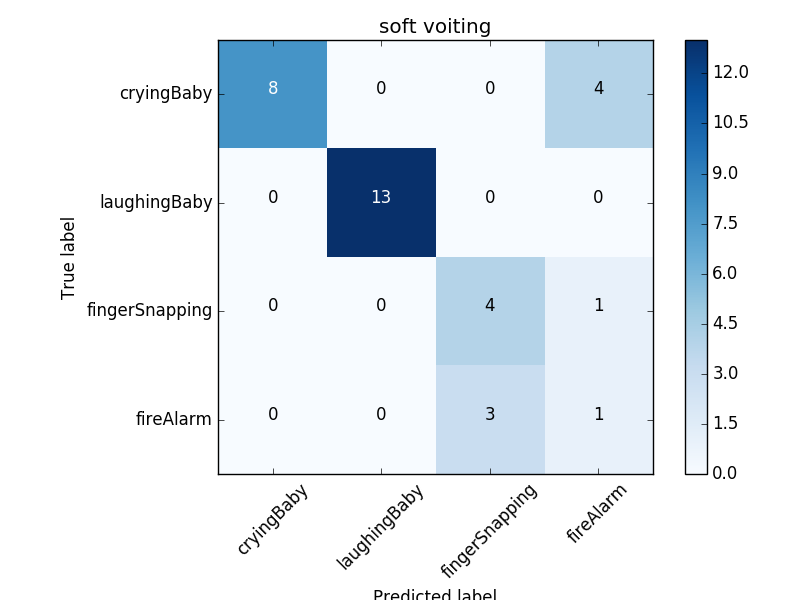 soft voiting
cryingBaby 8 0 0 4
laughingBaby 0 13 0 0
fingerSnapping 0 0 4 1
fireAlarm 0 0 3 1
True label
cryingBaby laughingBaby fingerSnapping fireAlarm
Predicted label
12.0
10.5
9.0
7.5
6.0
4.5
3.0
1.5
0.0